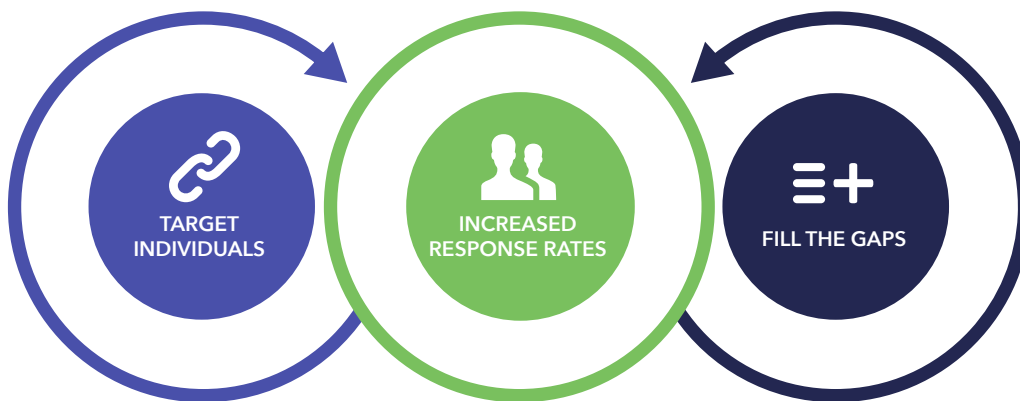 TARGET
INDIVIDUALS
INCREASED
RESPONSE RATES
FILL THE GAPS